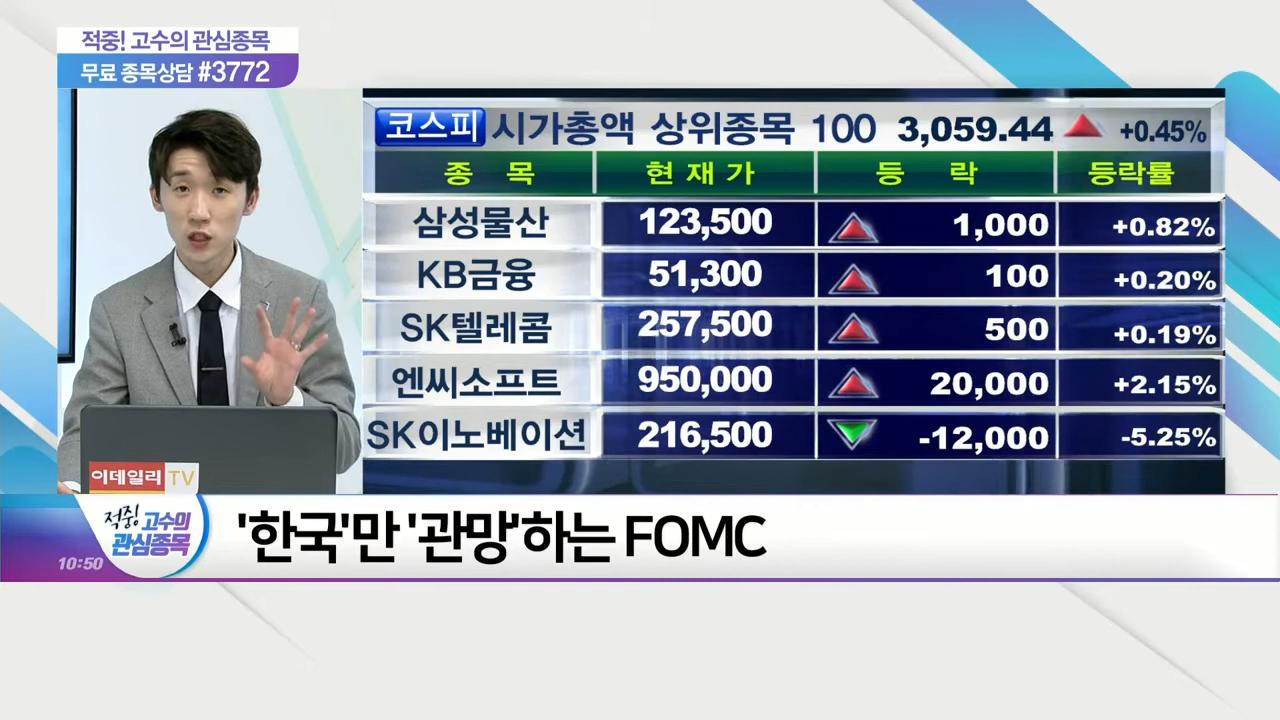 적중! 고수의 관심종목
무료 종목상담 #3772
코스피 시가총액 상위종목 100 3,059.44 +0.45%
종 목 현 재 가 등 락 등락률
삼성물산 123,500 1,000 +0.82%
KB금융 51,300 100 +0.20%
SK텔레콤 257,500 500 +0.19%
엔씨소프트 950,000 20,000 +2.15%
SK이노베이션 216,500 -12,000 -5.25%
이데일리 TV
적중! 고수의
관심종목
10:50
'한국'만 '관망'하는 FOMC